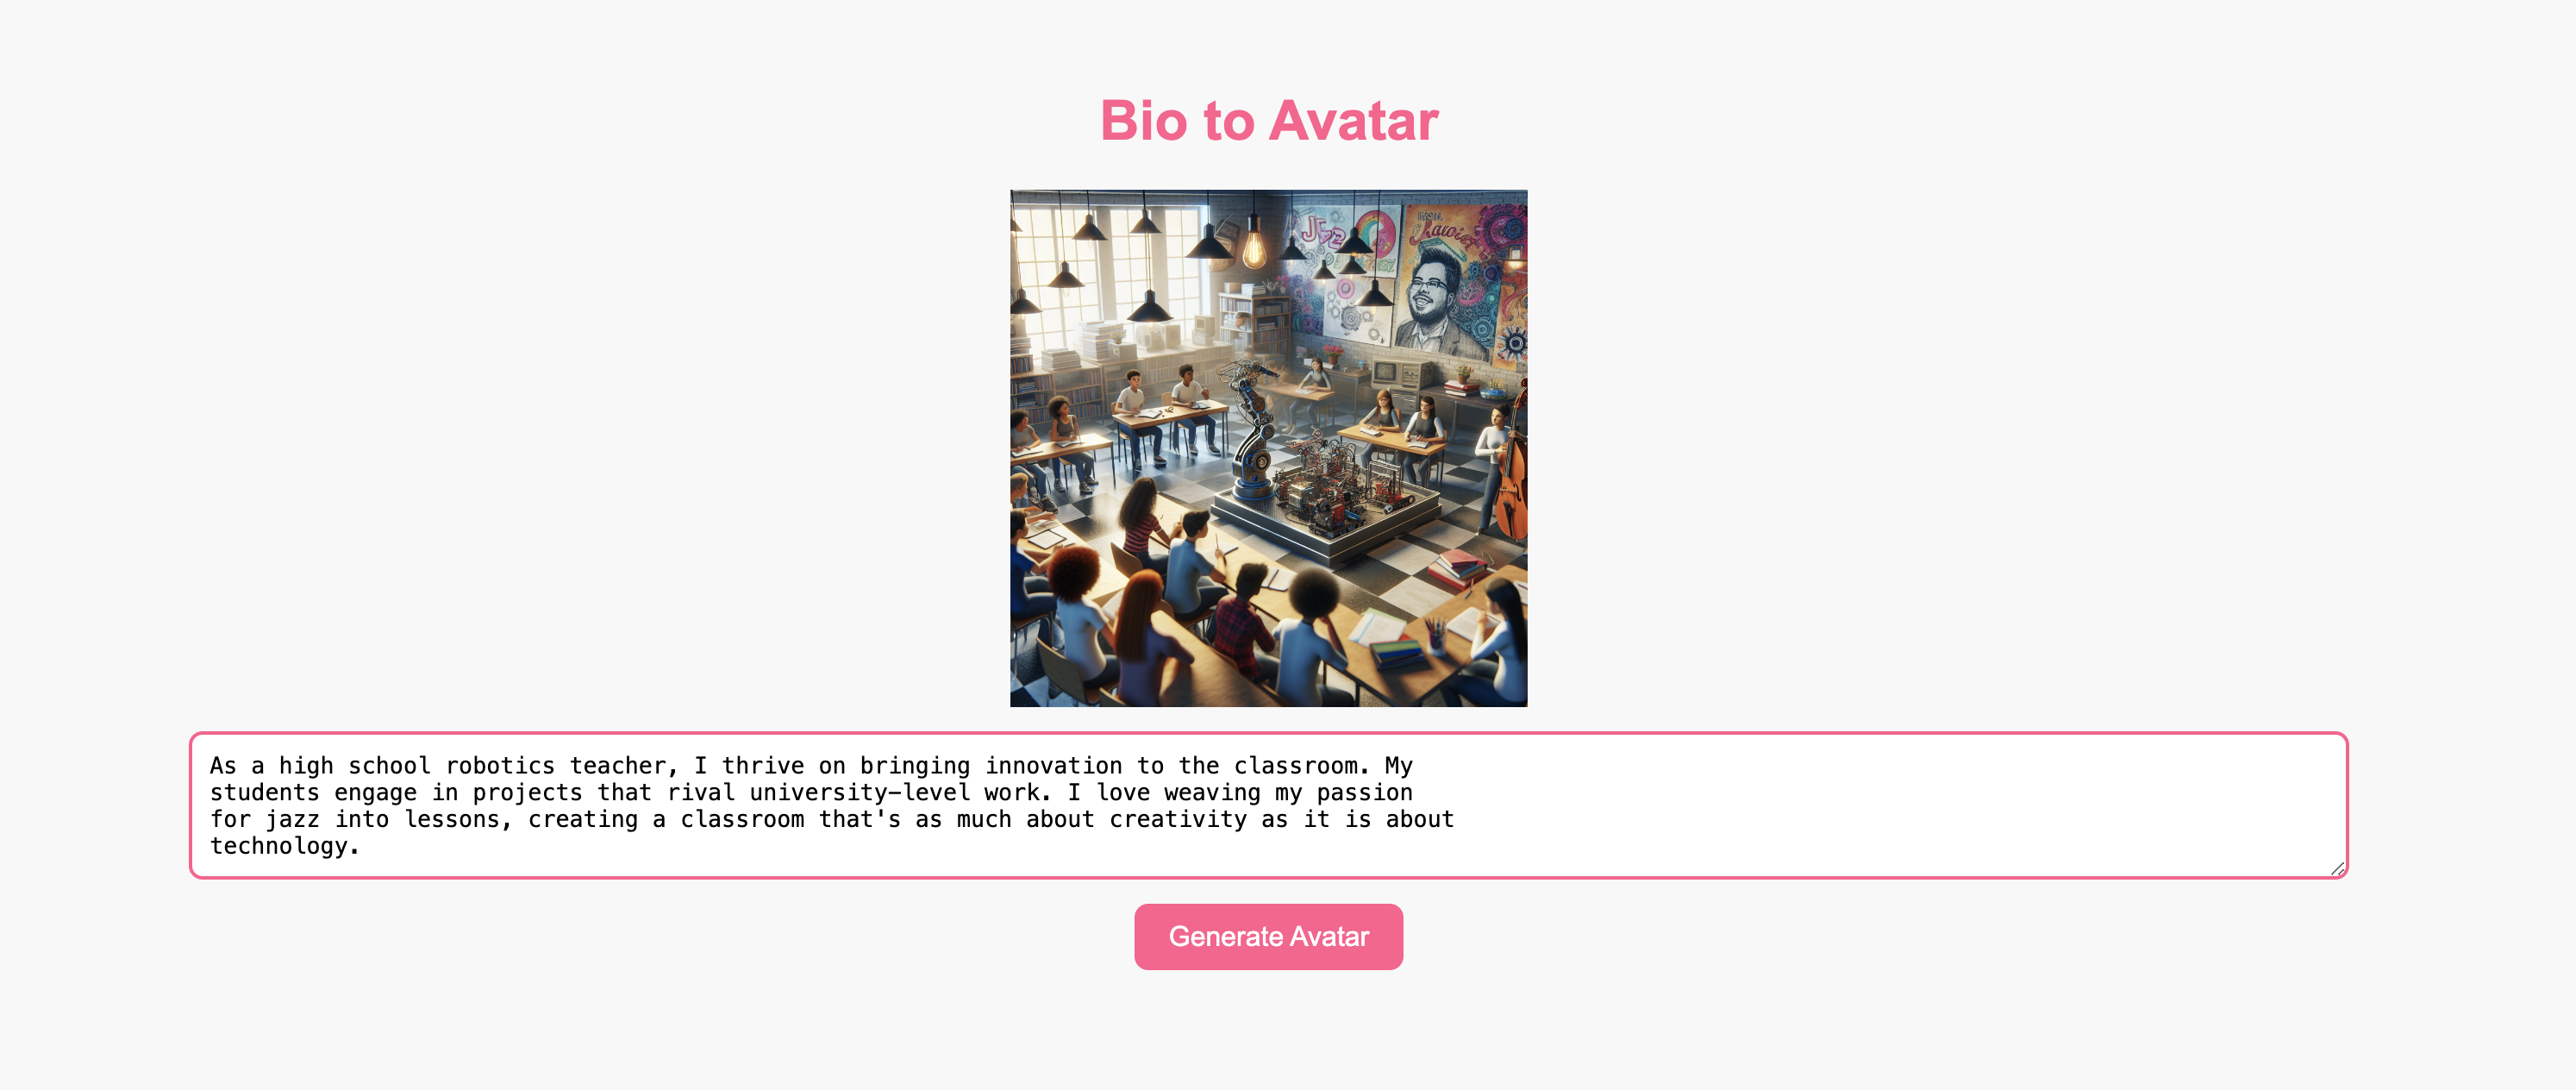 Bio to Avatar
As a high school robotics teacher, I thrive on bringing innovation to the classroom. My
students engage in projects that rival university-level work. I love weaving my passion
for jazz into lessons, creating a classroom that's as much about creativity as it is about
technology.
Generate Avatar